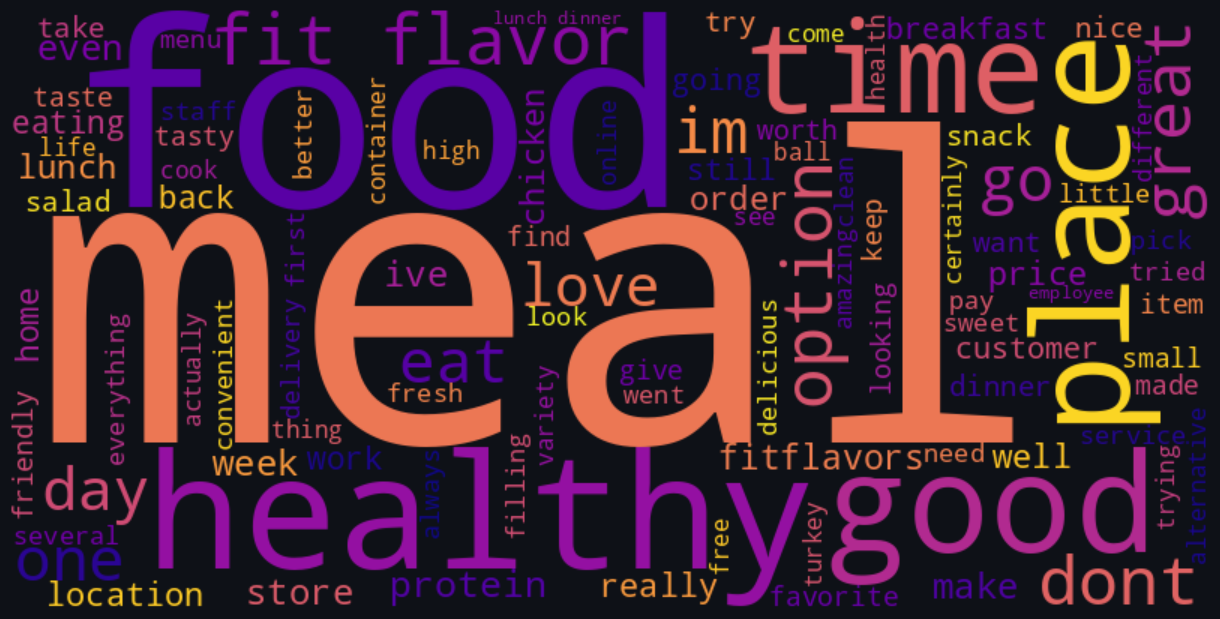 take
even
menu
fit flavor
lunch dinner
try
come
health
breakfast
nice
great
food
time
place
taste
eating
life
lunch
salad
staff
tasty
cook
back
better
container
high
chicken
online
going
im
worth
ball
still
order
see
option
amazing
clean
keep
snack
certainly
go
little
different
want
pick
price
tried
employee
item
pay
sweet
customer
small
dinner
made
looking
meal
find
ive
love
look
eat
fresh
give
went
delicious
home
everything
actually
convenient
delivery
first
friendly
thing
variety
service
alternative
week
work
always
filling
fitflavors
need
well
trying
day
healthy
good
several
one
free
turkey
location
store
protein
really
favorite
make
dont